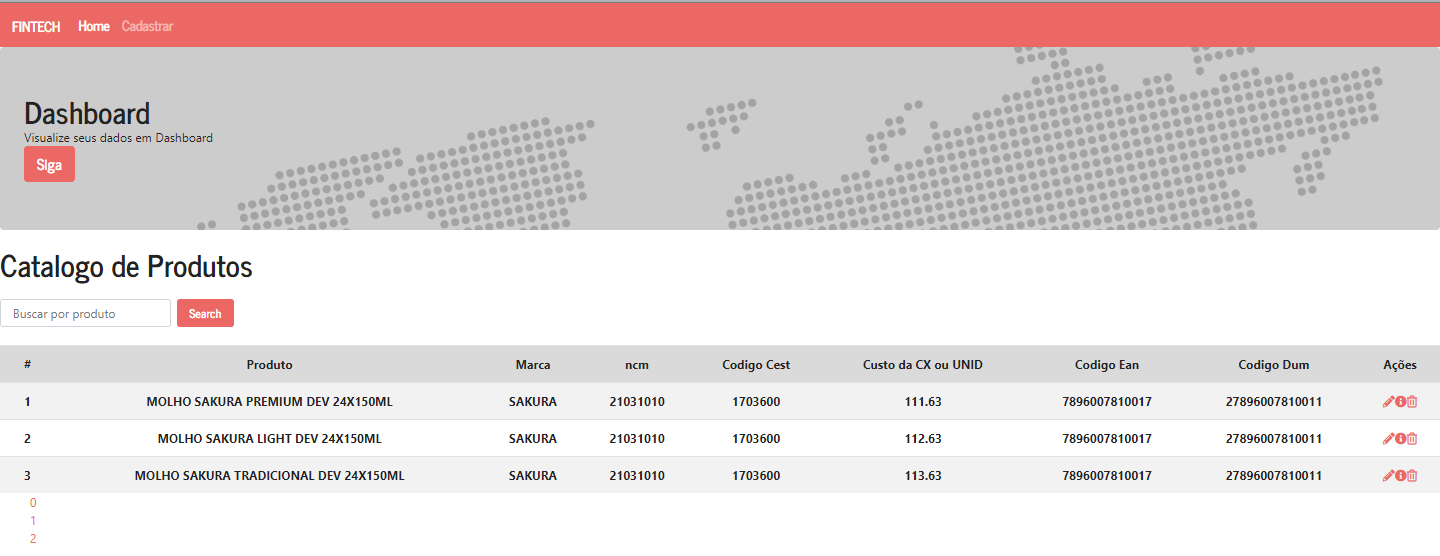 FINTECH Home Cadastrar
Dashboard
Visualize seus dados em Dashboard
SIga
Catalogo de Produtos
Buscar por produto Search
# Produto Marca ncm Codigo Cest Custo da CX ou UNID Codigo Ean Codigo Dum Ações
1 MOLHO SAKURA PREMIUM DEV 24X150ML SAKURA 21031010 1703600 111.63 7896007810017 27896007810011
2 MOLHO SAKURA LIGHT DEV 24X150ML SAKURA 21031010 1703600 112.63 7896007810017 27896007810011
3 MOLHO SAKURA TRADICIONAL DEV 24X150ML SAKURA 21031010 1703600 113.63 7896007810017 27896007810011
0
1
2